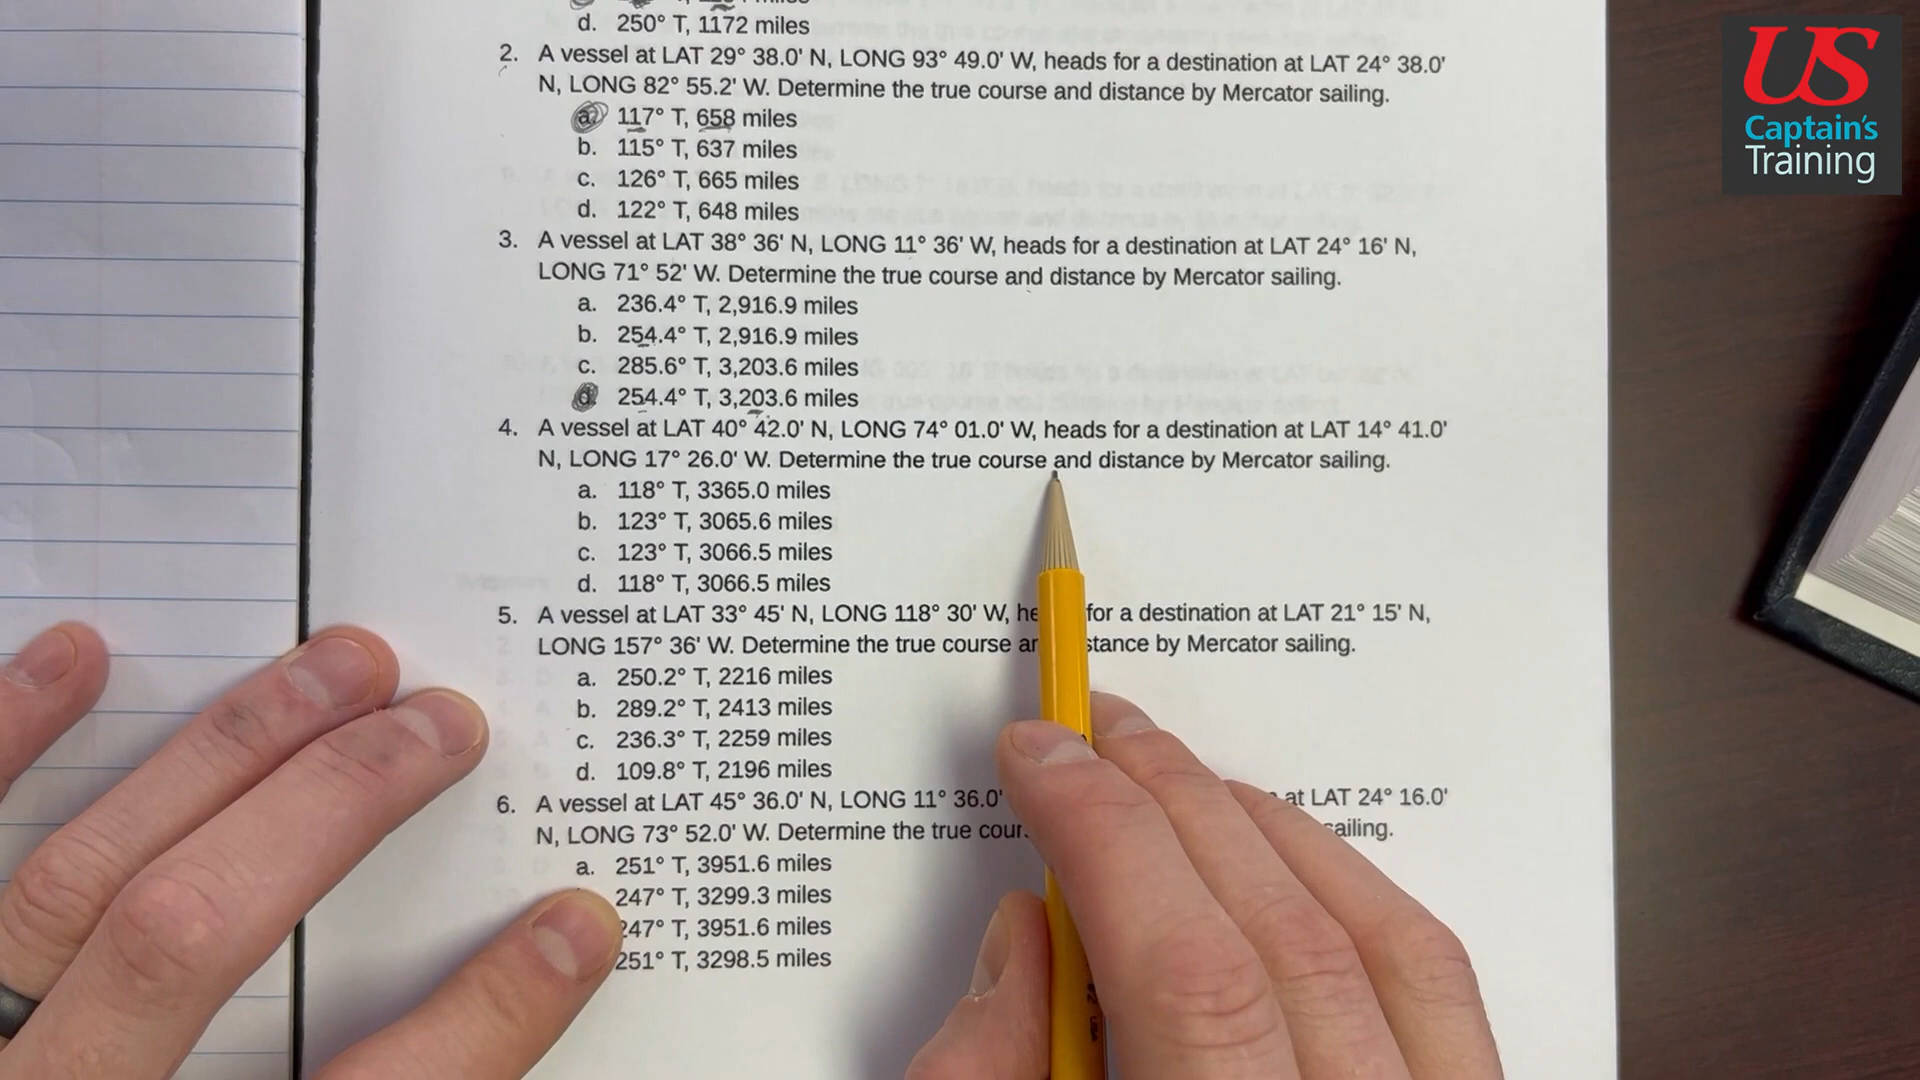 d. 250° T, 1172 miles
2. A vessel at LAT 29° 38.0' N, LONG 93° 49.0' W, heads for a destination at LAT 24° 38.0'
N, LONG 82° 55.2' W. Determine the true course and distance by Mercator sailing.
a. 117° T, 658 miles
b. 115° T, 637 miles
c. 126° T, 665 miles
d. 122° T, 648 miles
3. A vessel at LAT 38° 36' N, LONG 11° 36' W, heads for a destination at LAT 24° 16' N,
LONG 71° 52' W. Determine the true course and distance by Mercator sailing.
a. 236.4° T, 2,916.9 miles
b. 254.4° T, 2,916.9 miles
c. 285.6° T, 3,203.6 miles
d. 254.4° T, 3,203.6 miles
4. A vessel at LAT 40° 42.0' N, LONG 74° 01.0' W, heads for a destination at LAT 14° 41.0'
N, LONG 17° 26.0' W. Determine the true course and distance by Mercator sailing.
a. 118° T, 3365.0 miles
b. 123° T, 3065.6 miles
c. 123° T, 3066.5 miles
d. 118° T, 3066.5 miles
5. A vessel at LAT 33° 45' N, LONG 118° 30' W, for a destination at LAT 21° 15' N,
LONG 157° 36' W. Determine the true course by Mercator sailing.
a. 250.2° T, 2216 miles
b. 289.2° T, 2413 miles
c. 236.3° T, 2259 miles
d. 109.8° T, 2196 miles
6. A vessel at LAT 45° 36.0' N, LONG 11° 36.0' at LAT 24° 16.0'
N, LONG 73° 52.0' W. Determine the true
a. 251° T, 3951.6 miles
247° T, 3299.3 miles
247° T, 3951.6 miles
251° T, 3298.5 miles
US
Captain's
Training